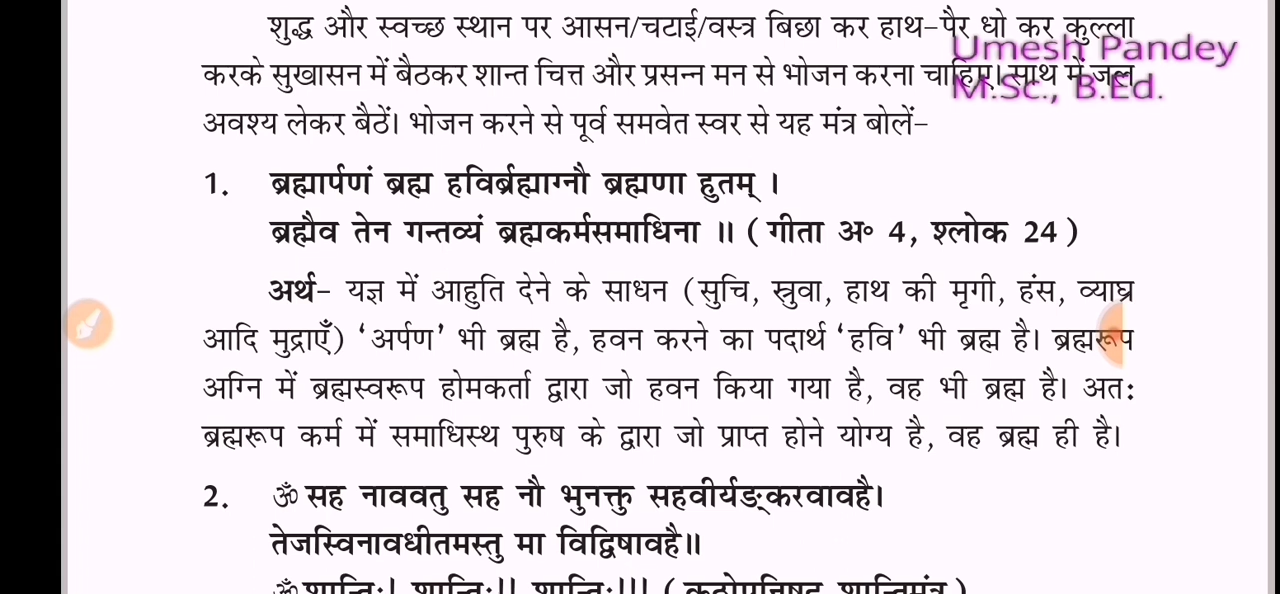 शुद्ध और स्वच्छ स्थान पर आसन/चटाई/वस्त्र बिछा कर हाथ-पैर धो कर कुल्ला
Umesh Pandey
करके सुखासन में बैठकर शान्त चित्त और प्रसन्न मन से भोजन करना चाहिए। साथ में जल
M.Sc., B.Ed.
अवश्य लेकर बैठें। भोजन करने से पूर्व समवेत स्वर से यह मंत्र बोलें-
1. ब्रह्मार्पणं ब्रह्म हविर्ब्रह्माग्नौ ब्रह्मणा हुतम् ।
ब्रह्मैव तेन गन्तव्यं ब्रह्मकर्मसमाधिना ॥ ( गीता अ॰ 4, श्लोक 24 )
अर्थ- यज्ञ में आहुति देने के साधन (सुचि, स्रुवा, हाथ की मृगी, हंस, व्याघ्र
आदि मुद्राएँ) ‘अर्पण’ भी ब्रह्म है, हवन करने का पदार्थ ‘हवि’ भी ब्रह्म है। ब्रह्मरूप
अग्नि में ब्रह्मस्वरूप होमकर्ता द्वारा जो हवन किया गया है, वह भी ब्रह्म है। अतः
ब्रह्मरूप कर्म में समाधिस्थ पुरुष के द्वारा जो प्राप्त होने योग्य है, वह ब्रह्म ही है।
2. ॐ सह नाववतु सह नौ भुनक्तु सहवीर्यङ्करवावहै।
तेजस्विनावधीतमस्तु मा विद्विषावहै॥
ॐ शान्तिः। शान्तिः।। शान्तिः।।। ( कठोपनिषद् शान्तिमंत्र )